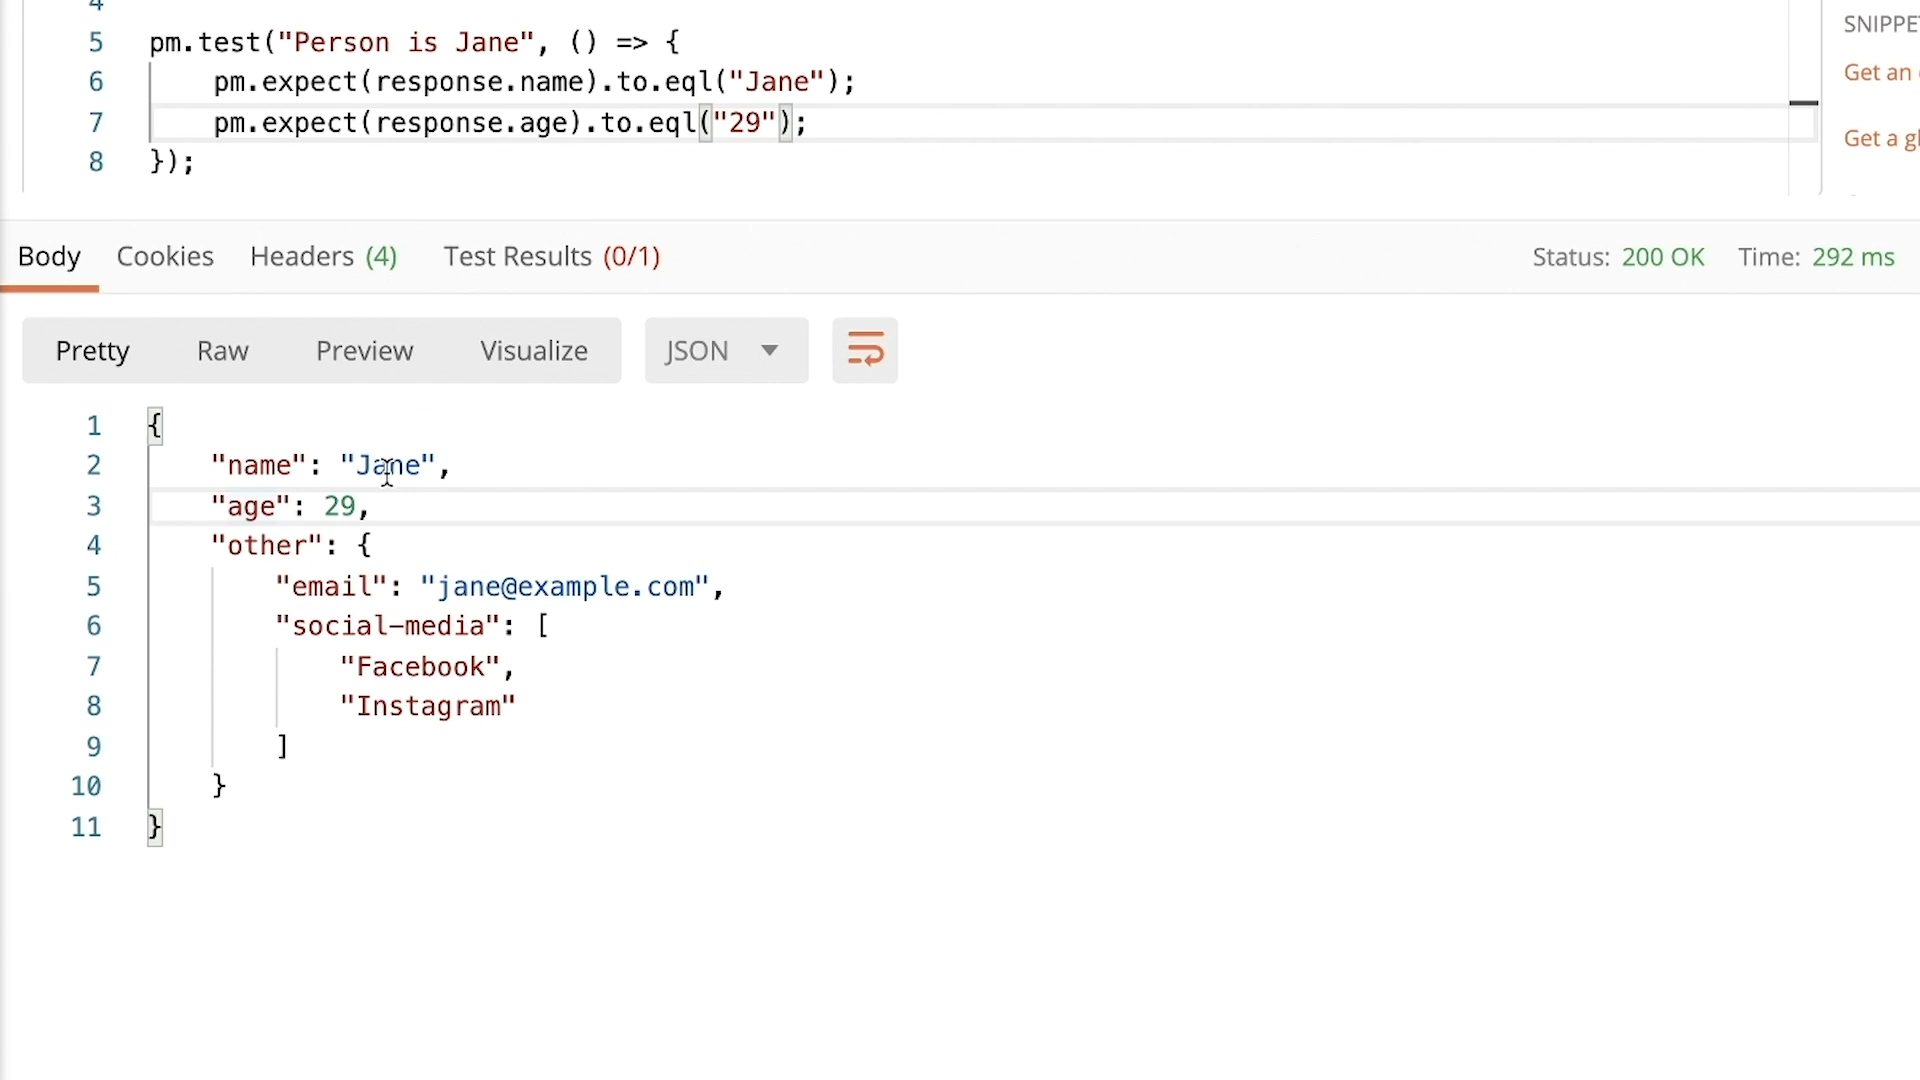 4
5 pm.test("Person is Jane", () => {
6 pm.expect(response.name).to.eql("Jane");
7 pm.expect(response.age).to.eql("29");
8 });
SNIPPE
Get an
Get a gl
Body Cookies Headers (4) Test Results (0/1) Status: 200 OK Time: 292 ms
Pretty Raw Preview Visualize JSON
1 {
2 "name": "Jane",
3 "age": 29,
4 "other": {
5 "email": "jane@example.com",
6 "social-media": [
7 "Facebook",
8 "Instagram"
9 ]
10 }
11 }